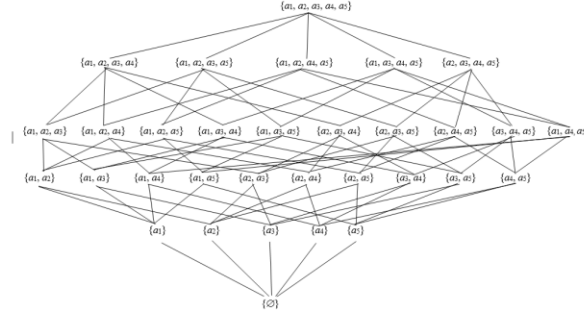 {a1, a2, a3, a4, a5}
{a1, a2, a3, a4} {a1, a2, a3, a5} {a1, a2, a4, a5} {a1, a3, a4, a5} {a2, a3, a4, a5}
{a1, a2, a3} {a1, a2, a4} {a1, a2, a5} {a1, a3, a4} {a1, a3, a5} {a2, a3, a4} {a2, a3, a5} {a2, a4, a5} {a3, a4, a5} {a1, a4, a5
{a1, a2} {a1, a3} {a1, a4} {a1, a5} {a2, a3} {a2, a4} {a2, a5} {a3, a4} {a3, a5} {a4, a5}
{a1} {a2} {a3} {a4} {a5}
{∅}